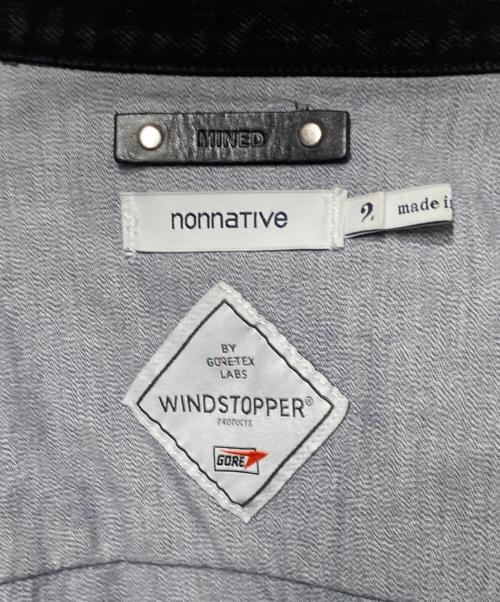 MINED
nonnative
2
made i
BY
GORE-TEX
LABS
WINDSTOPPER®
PRODUCTS
GORE